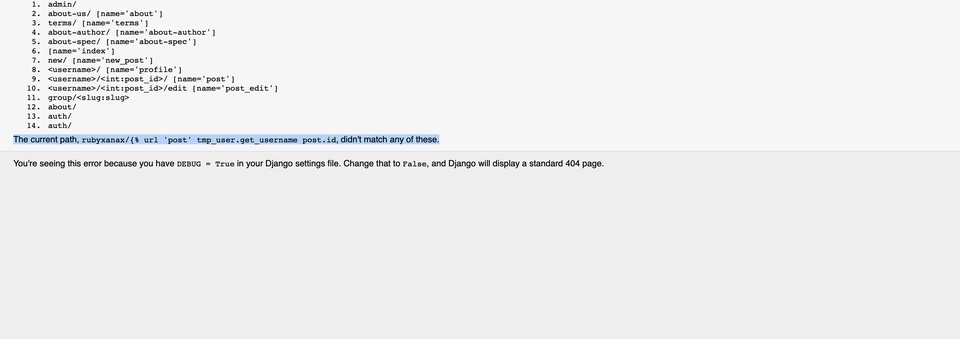 1. admin/
2. about-us/ [name='about']
3. terms/ [name='terms']
4. about-author/ [name='about-author']
5. about-spec/ [name='about-spec']
6. [name='index']
7. new/ [name='new_post']
8. <username>/ [name='profile']
9. <username>/<int:post_id>/ [name='post']
10. <username>/<int:post_id>/edit [name='post_edit']
11. group/<slug:slug>
12. about/
13. auth/
14. auth/
The current path, rubyxanax/{% url 'post' tmp_user.get_username post.id, didn't match any of these.
You're seeing this error because you have DEBUG = True in your Django settings file. Change that to False, and Django will display a standard 404 page.